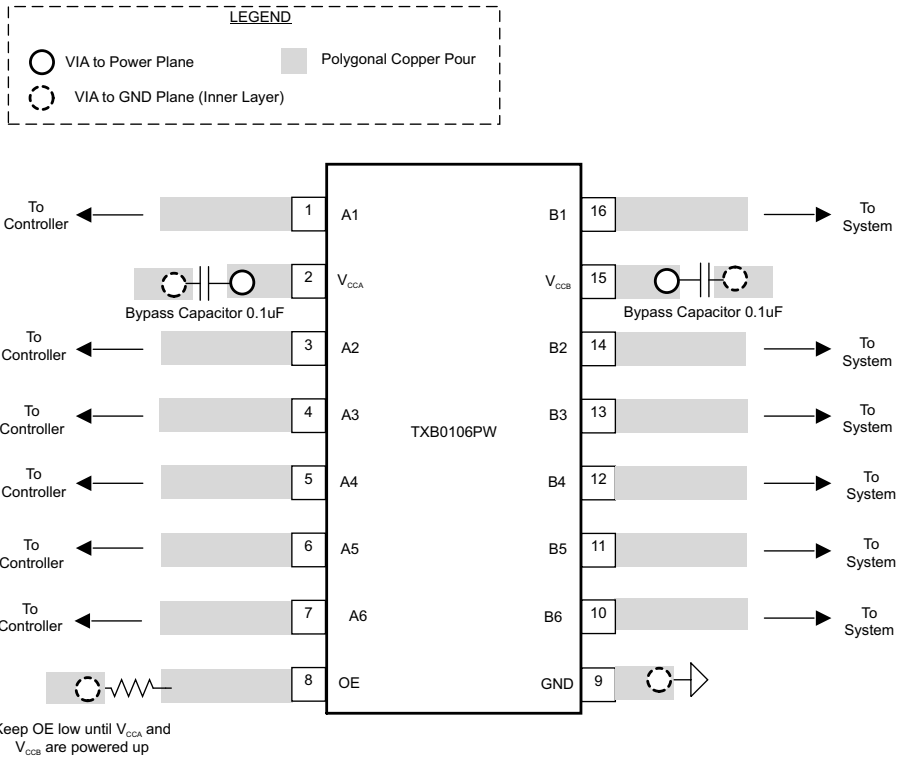 LEGEND
VIA to Power Plane
Polygonal Copper Pour
VIA to GND Plane (Inner Layer)
To
Controller
1
A1
B1
16
To
System
2
VCCA
VCCB
15
Bypass Capacitor 0.1uF
Bypass Capacitor 0.1uF
To
Controller
3
A2
B2
14
To
System
To
Controller
4
A3
B3
13
To
System
TXB0106PW
To
Controller
5
A4
B4
12
To
System
To
Controller
6
A5
B5
11
To
System
To
Controller
7
A6
B6
10
To
System
8
OE
GND
9
Keep OE low until VCCA and
VCCB are powered up